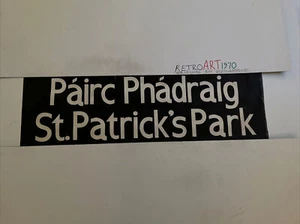 RETROART1970
Páirc Phádraig
St.Patrick's Park